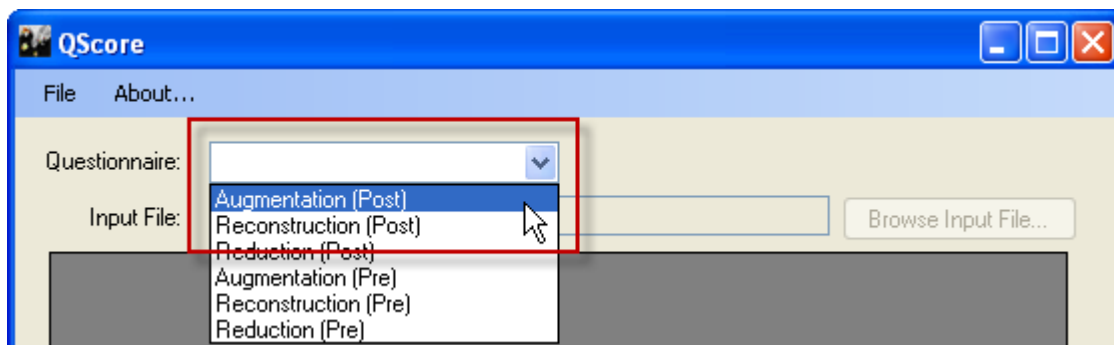 QScore
File About...
Questionnaire:
Augmentation (Post)
Input File:
Reconstruction (Post)
Browse Input File...
Reduction (Post)
Augmentation (Pre)
Reconstruction (Pre)
Reduction (Pre)